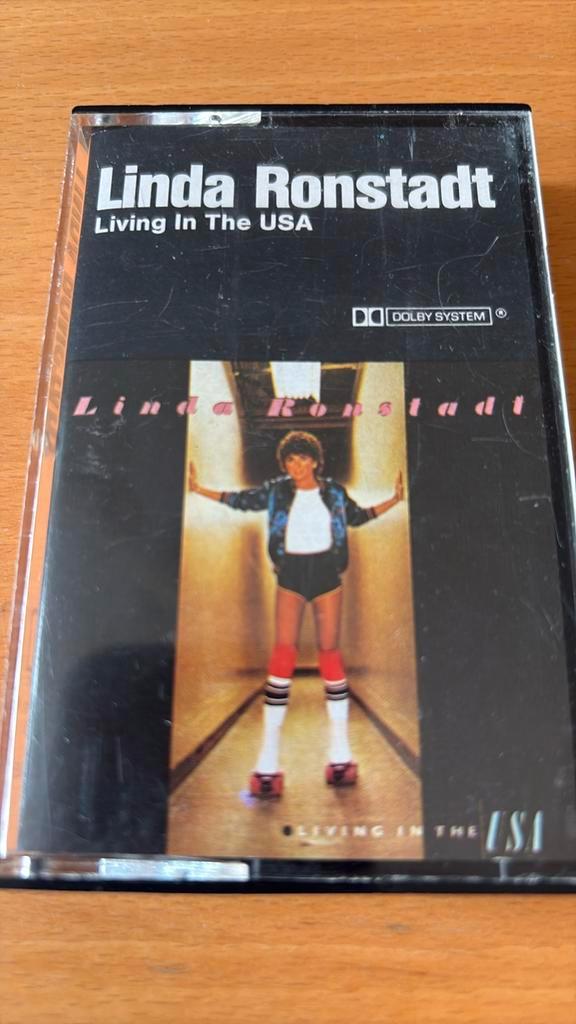 Linda Ronstadt
Living In The USA
DOLBY SYSTEM ®
Linda Ronstadt
LIVING IN THE USA